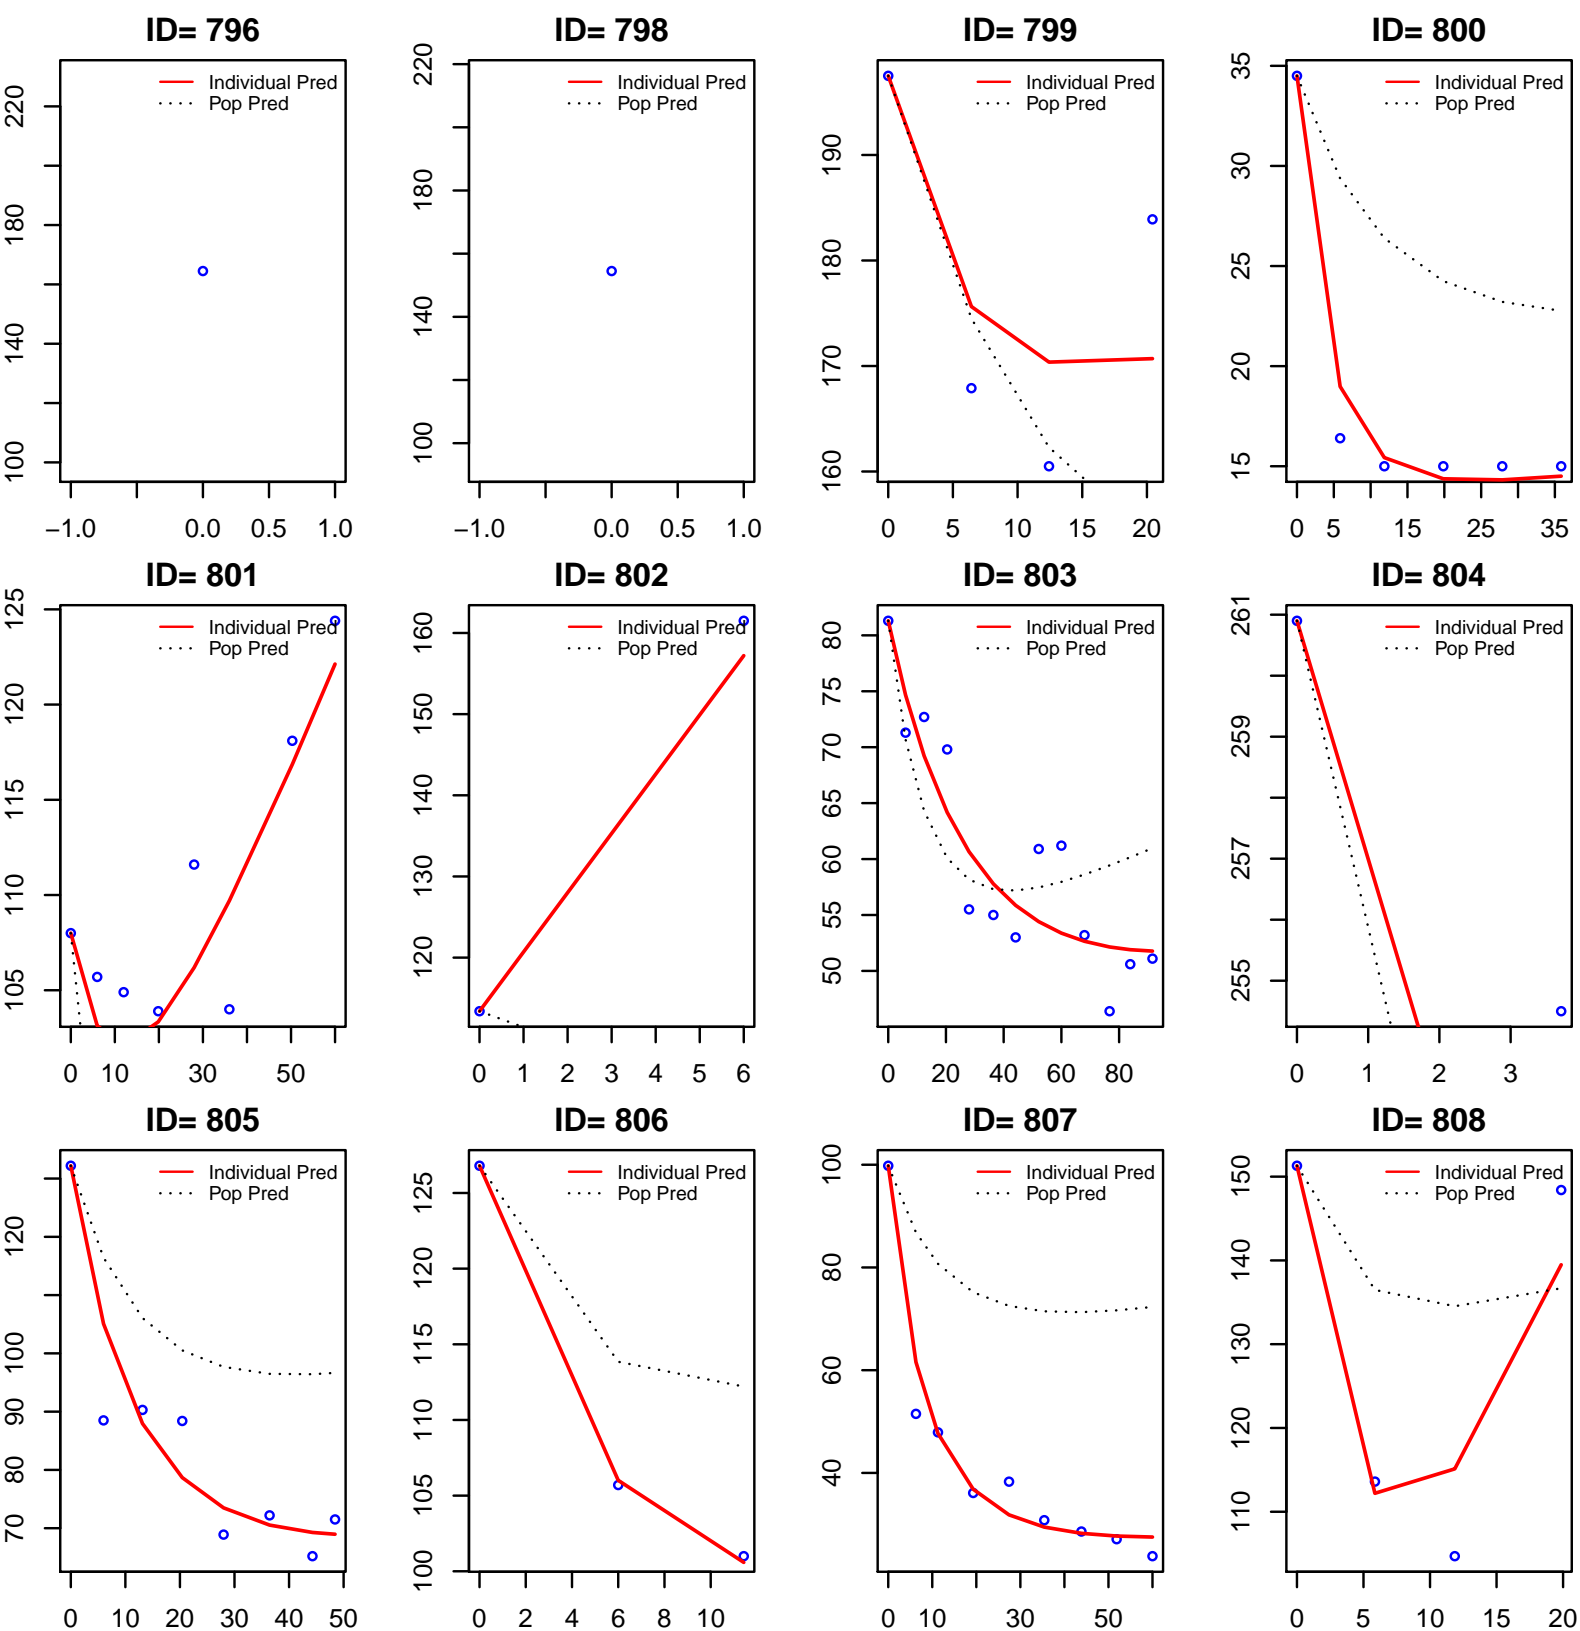 ID= 796
Individual Pred
Pop Pred
100 140 180 220
−1.0 0.0 0.5 1.0
ID= 798
Individual Pred
Pop Pred
100 140 180 220
−1.0 0.0 0.5 1.0
ID= 799
Individual Pred
Pop Pred
160 170 180 190
0 5 10 15 20
ID= 800
Individual Pred
Pop Pred
15 20 25 30 35
0 5 15 25 35
ID= 801
Individual Pred
Pop Pred
105 110 115 120 125
0 10 30 50
ID= 802
Individual Pred
Pop Pred
120 130 140 150 160
0 1 2 3 4 5 6
ID= 803
Individual Pred
Pop Pred
50 55 60 65 70 75 80
0 20 40 60 80
ID= 804
Individual Pred
Pop Pred
255 257 259 261
0 1 2 3
ID= 805
Individual Pred
Pop Pred
70 80 90 100 120
0 10 20 30 40 50
ID= 806
Individual Pred
Pop Pred
100 105 110 115 120 125
0 2 4 6 8 10
ID= 807
Individual Pred
Pop Pred
40 60 80 100
0 10 30 50
ID= 808
Individual Pred
Pop Pred
110 120 130 140 150
0 5 10 15 20